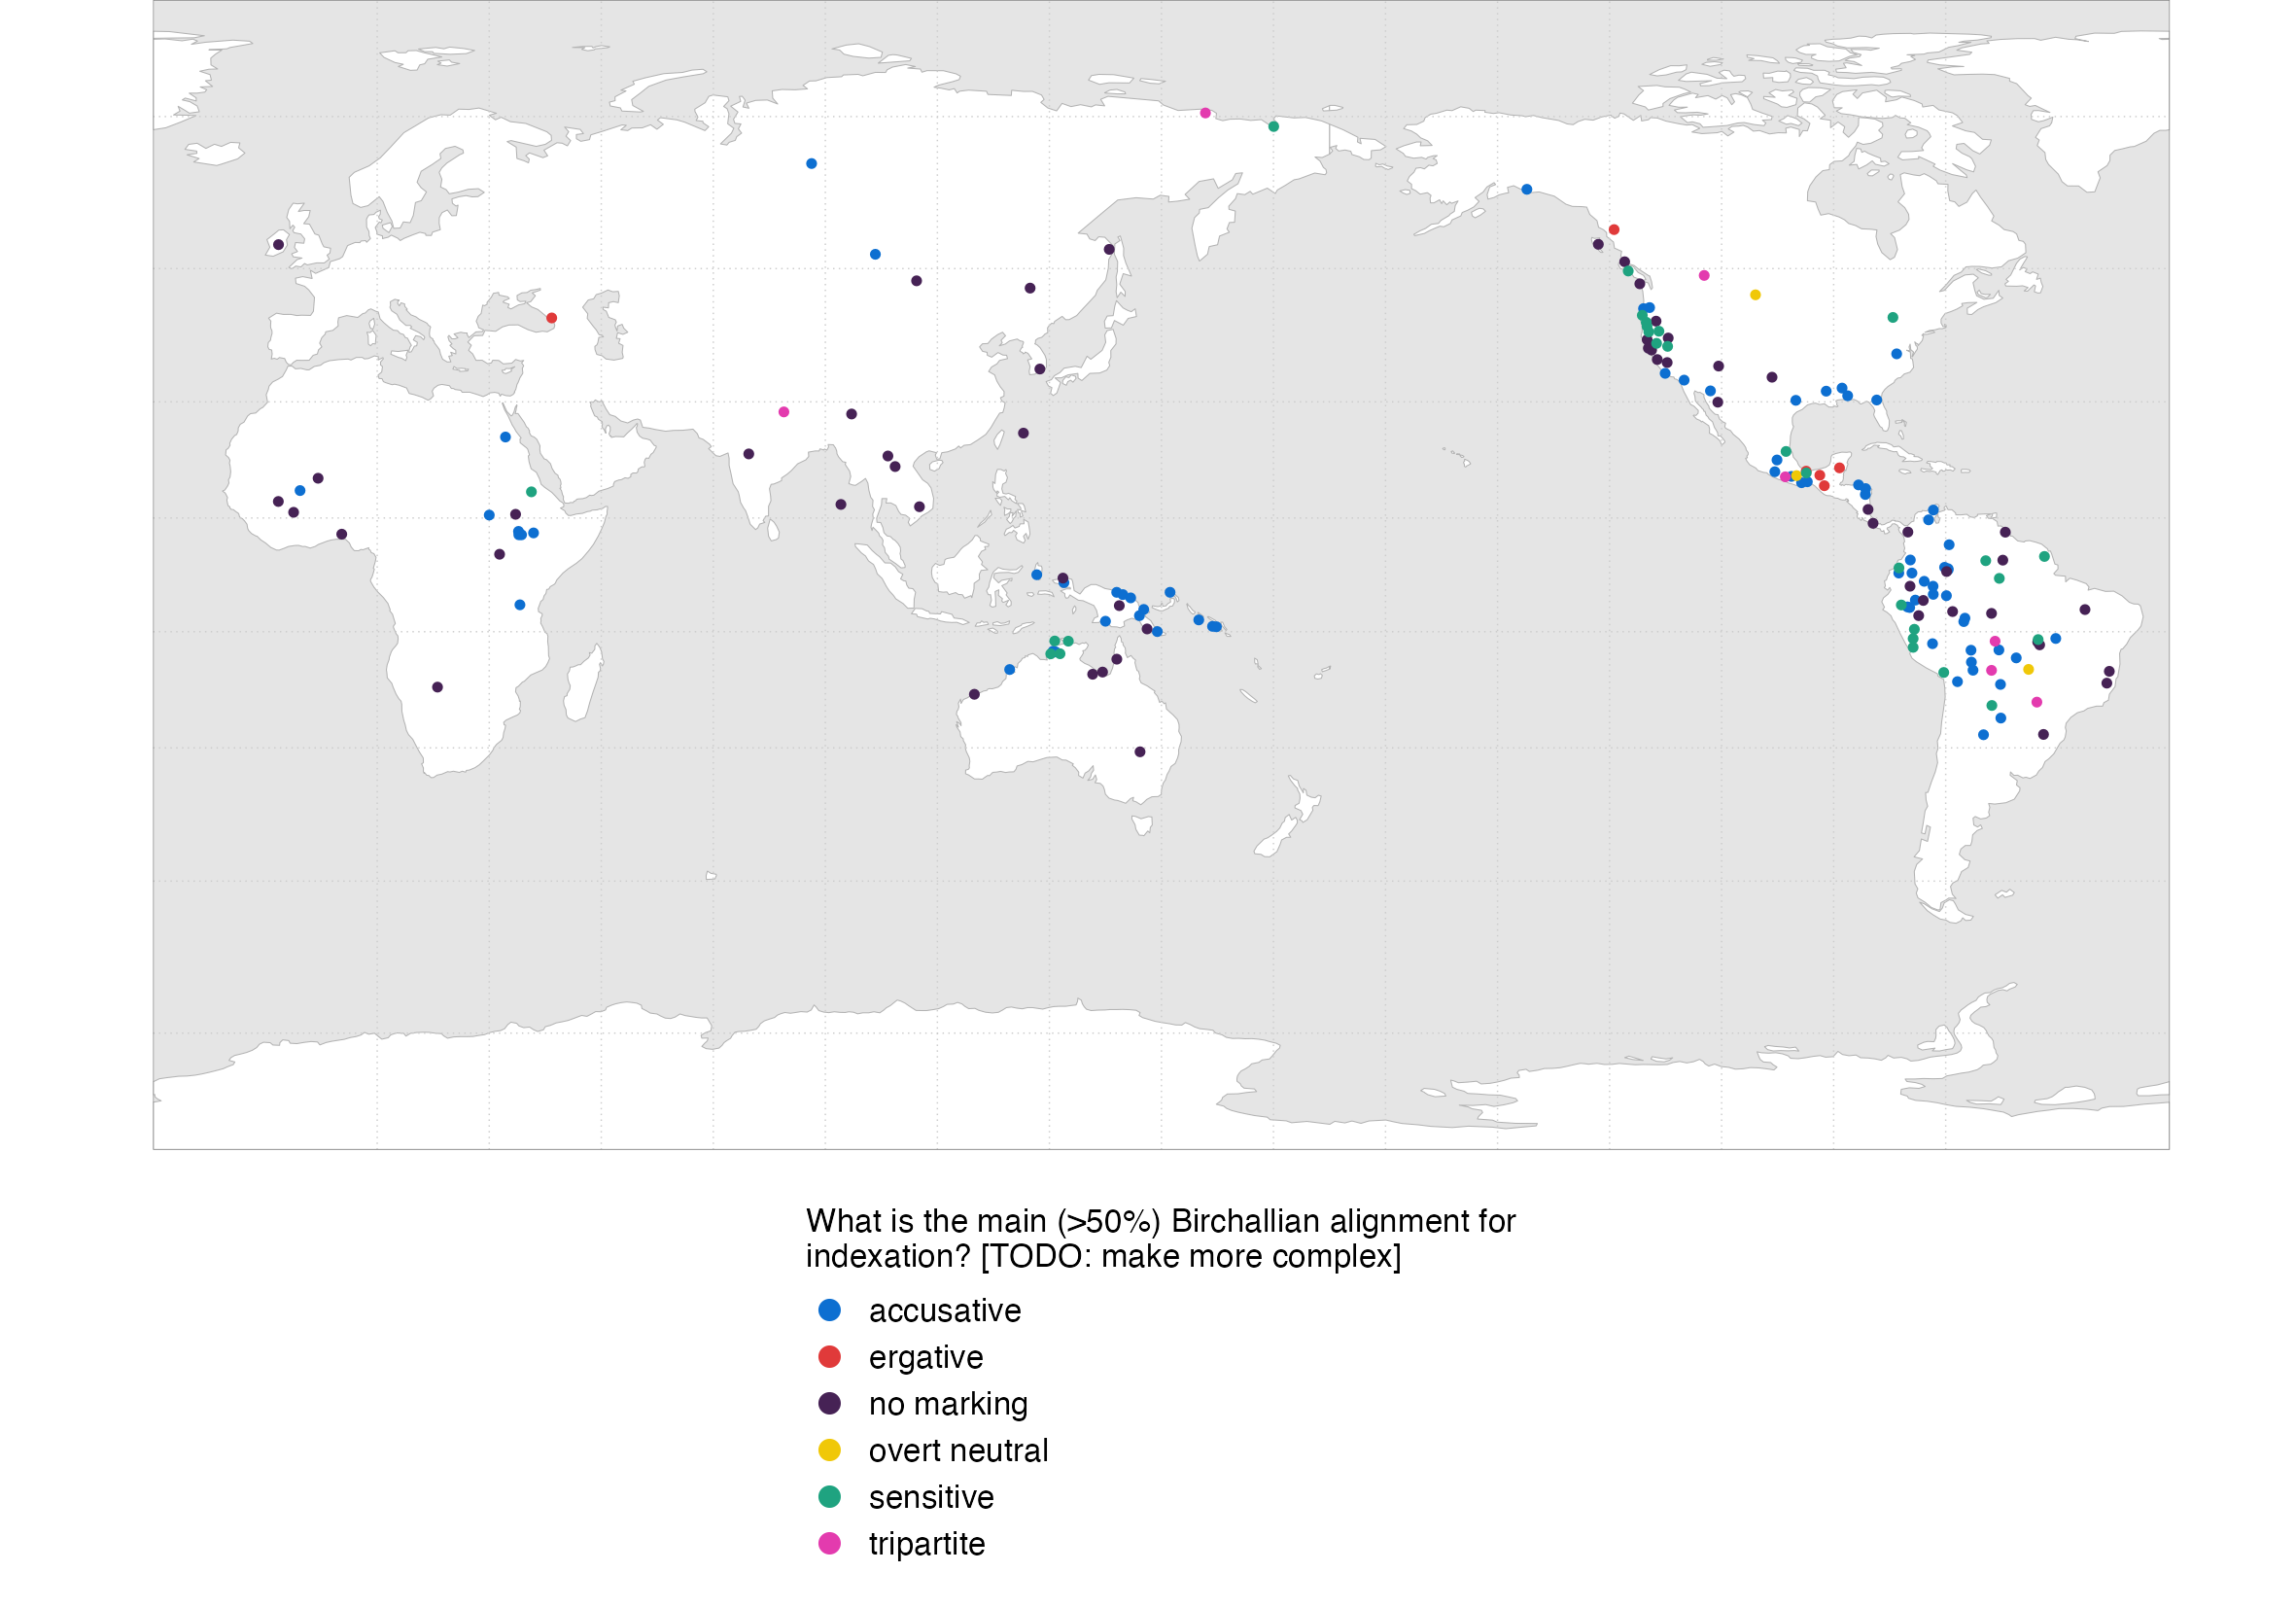 What is the main (>50%) Birchallian alignment for
indexation? [TODO: make more complex]
accusative
ergative
no marking
overt neutral
sensitive
tripartite